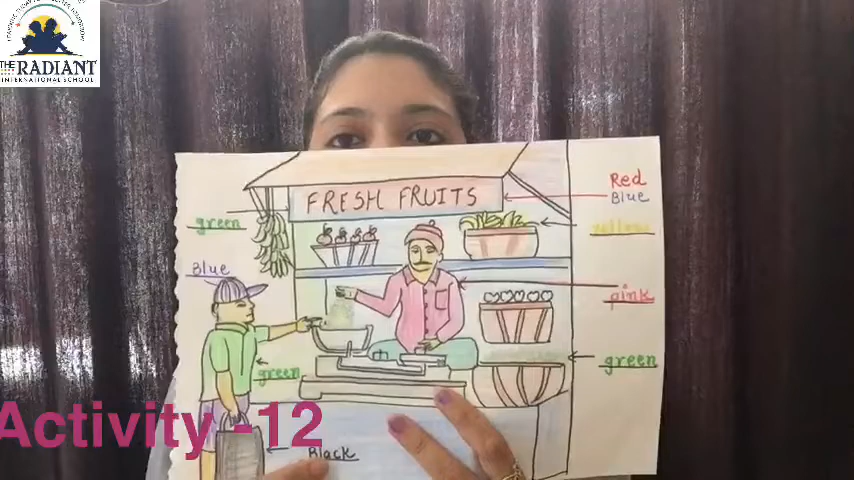 THE RADIANT
INTERNATIONAL SCHOOL
FRESH FRUITS
Red
Blue
green
yellow
Blue
pink
green
green
Black
Activity -12